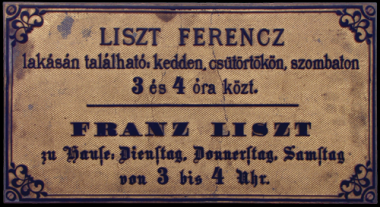 LISZT FERENCZ
lakásán található: kedden, csütörtökön, szombaton
3 és 4 óra közt.
FRANZ LISZT
zu Hause: Dienstag, Donnerstag, Samstag
von 3 bis 4 Uhr.